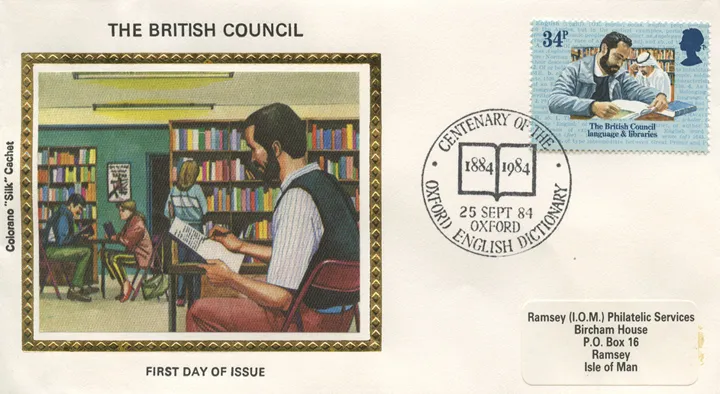 THE BRITISH COUNCIL
Colorano "Silk" Cachet
FIRST DAY OF ISSUE
34P
The British Council
language & libraries
CENTENARY OF THE
1884 1984
25 SEPT 84
OXFORD
OXFORD ENGLISH DICTIONARY
Ramsey (I.O.M.) Philatelic Services
Bircham House
P.O. Box 16
Ramsey
Isle of Man